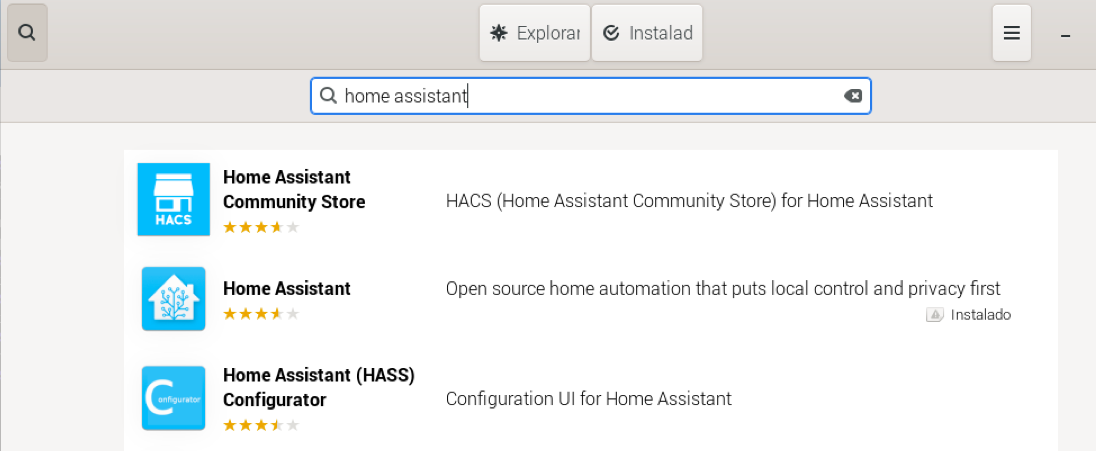 Explorar
Instalad
home assistant
Home Assistant
Community Store
HACS (Home Assistant Community Store) for Home Assistant
HACS
Home Assistant
Open source home automation that puts local control and privacy first
Instalado
Home Assistant (HASS)
Configurator
Configuration UI for Home Assistant
Configurator